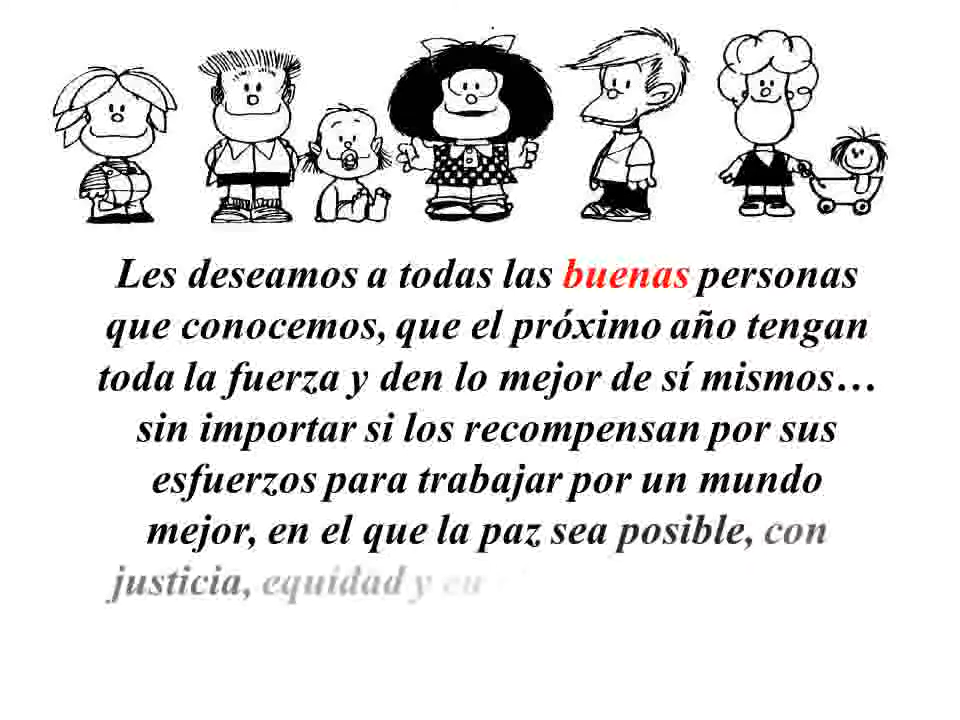 Les deseamos a todas las buenas personas
que conocemos, que el próximo año tengan
toda la fuerza y den lo mejor de sí mismos…
sin importar si los recompensan por sus
esfuerzos para trabajar por un mundo
mejor, en el que la paz sea posible, con
justicia, equidad y